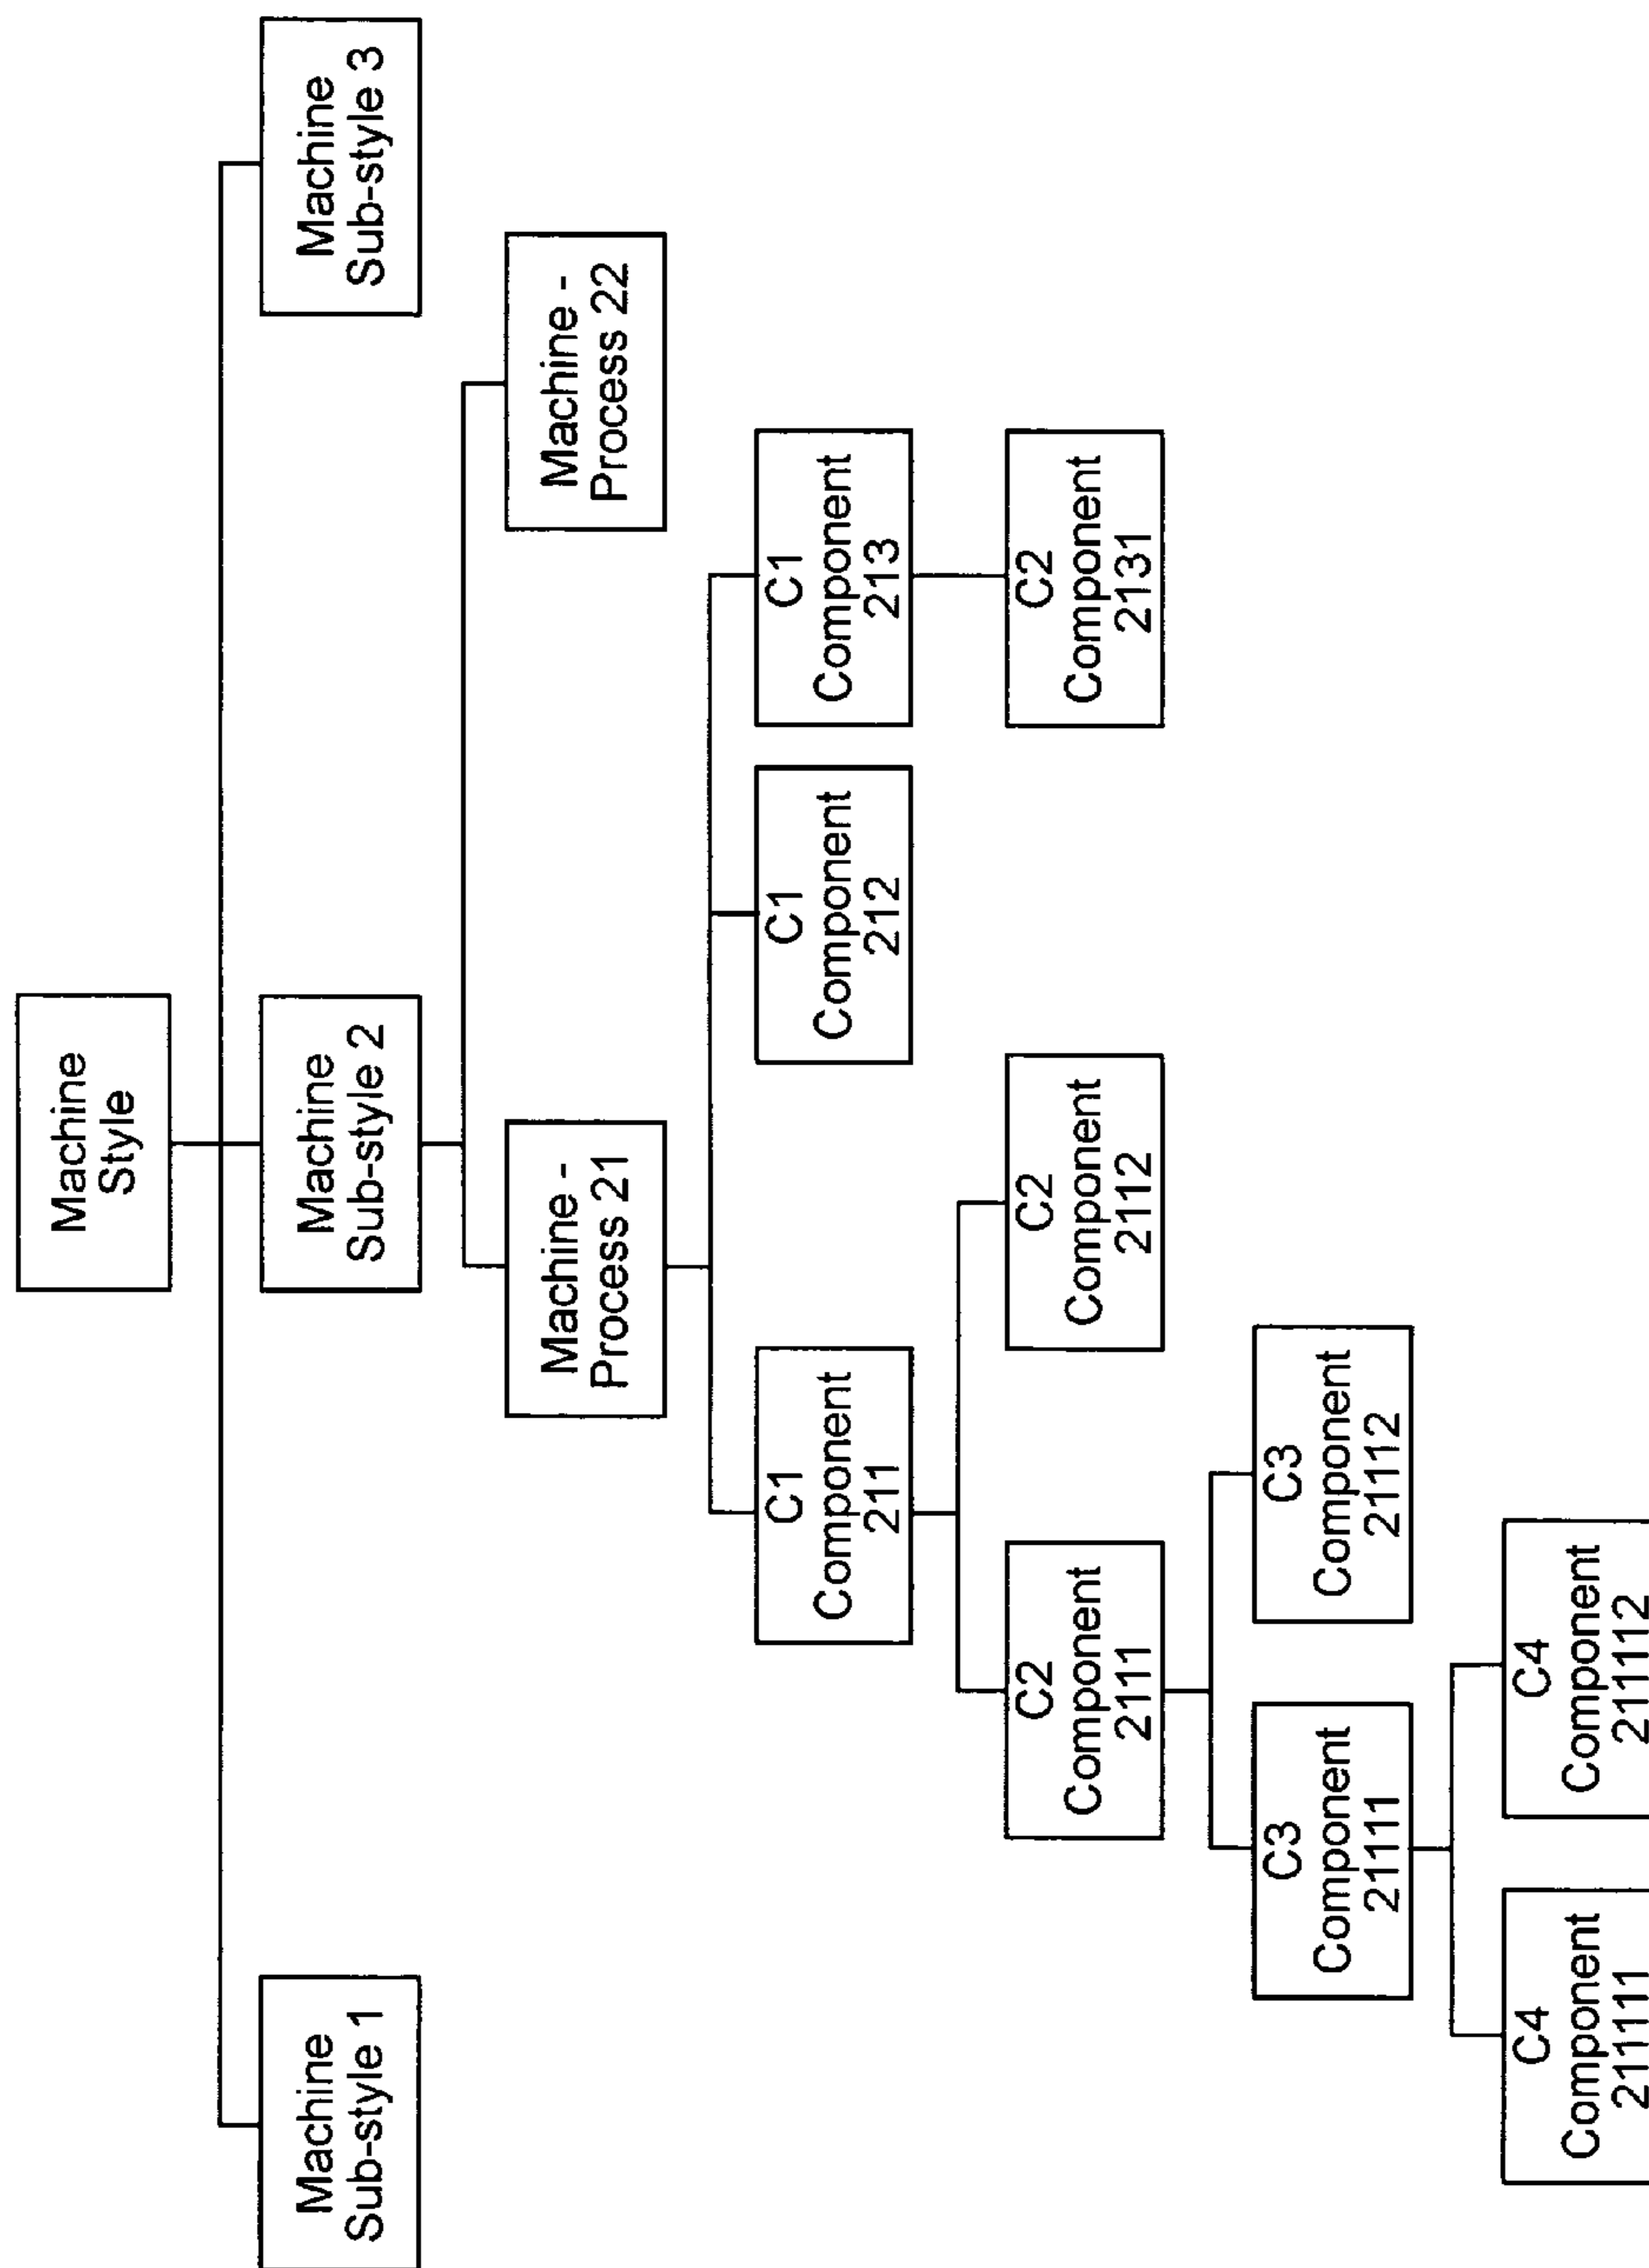 Machine
Style
Machine
Sub-style 1
Machine
Sub-style 2
Machine
Sub-style 3
Machine -
Process 21
Machine -
Process 22
C1
Component
211
C1
Component
212
C1
Component
213
C2
Component
2111
C2
Component
2112
C2
Component
2131
C3
Component
21111
C3
Component
21112
C4
Component
211111
C4
Component
211112